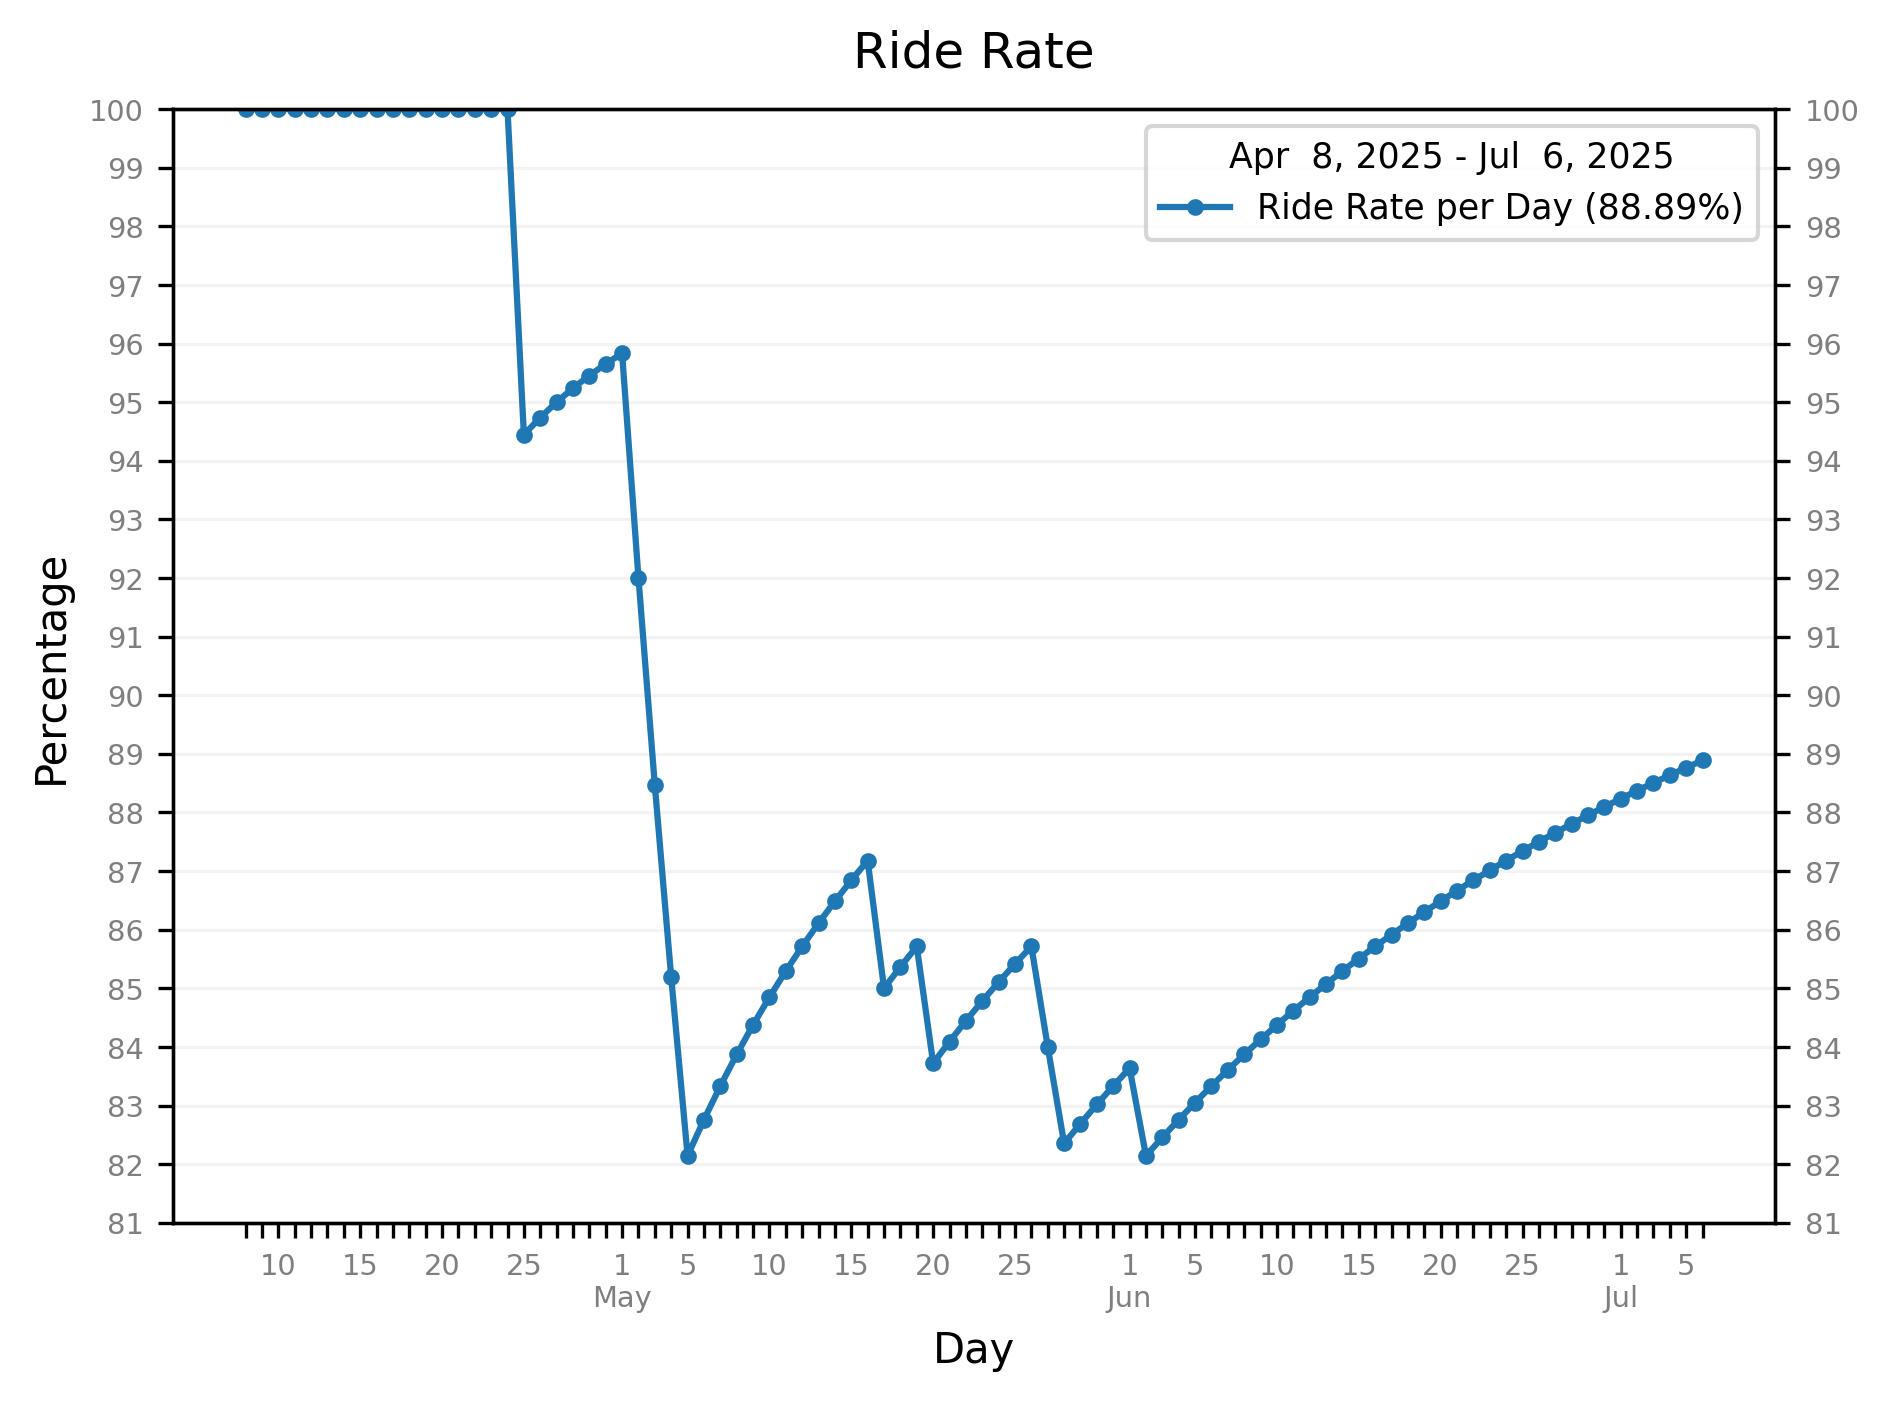 Ride Rate
Apr  8, 2025 - Jul  6, 2025
Ride Rate per Day (88.89%)
100 100
99 99
98 98
97 97
96 96
95 95
94 94
93 93
92 92
91 91
90 90
89 89
88 88
87 87
86 86
85 85
84 84
83 83
82 82
81 81
Percentage
10 15 20 25 1 5 10 15 20 25 1 5 10 15 20 25 1 5
May Jun Jul
Day